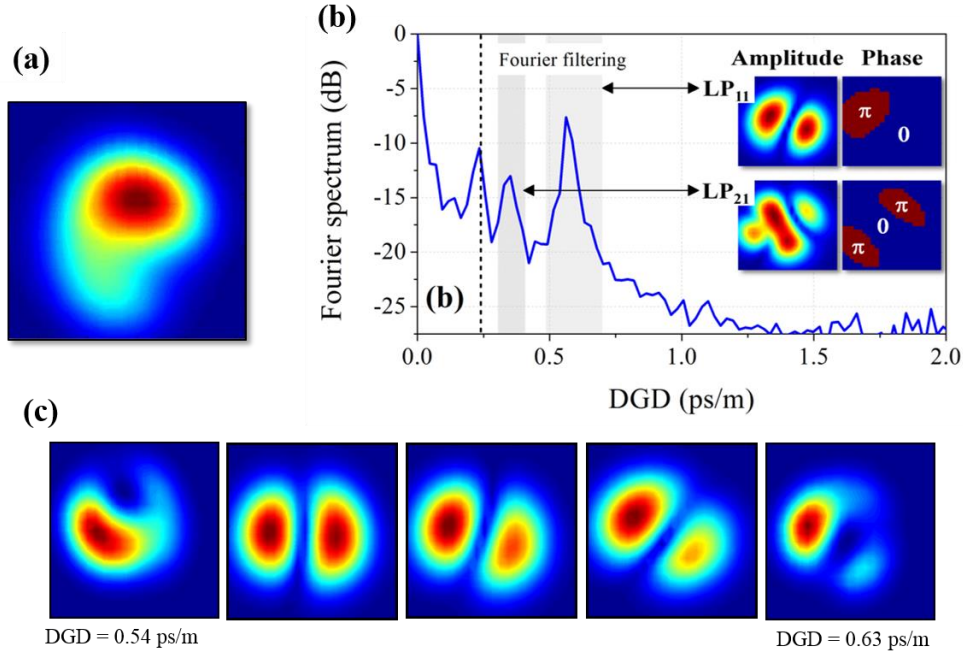 (a)
(b)
Fourier spectrum (dB)
0
-5
-10
-15
-20
-25
Fourier filtering
Amplitude Phase
LP11
π
0
LP21
π
0
π
(b)
0.0 0.5 1.0 1.5 2.0
DGD (ps/m)
(c)
DGD = 0.54 ps/m
DGD = 0.63 ps/m